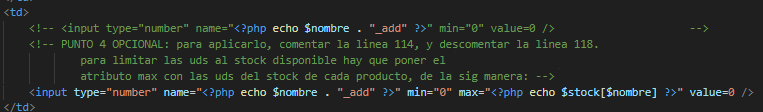 <td>
<!-- <input type="number" name="<?php echo $nombre . "_add" ?>" min="0" value=0 /> -->
<!-- PUNTO 4 OPCIONAL: para aplicarlo, comentar la linea 114, y descomentar la linea 118.
para limitar las uds al stock disponible hay que poner el
atributo max con las uds del stock de cada producto, de la sig manera: -->
<input type="number" name="<?php echo $nombre . "_add" ?>" min="0" max="<?php echo $stock[$nombre] ?>" value=0 />
</td>